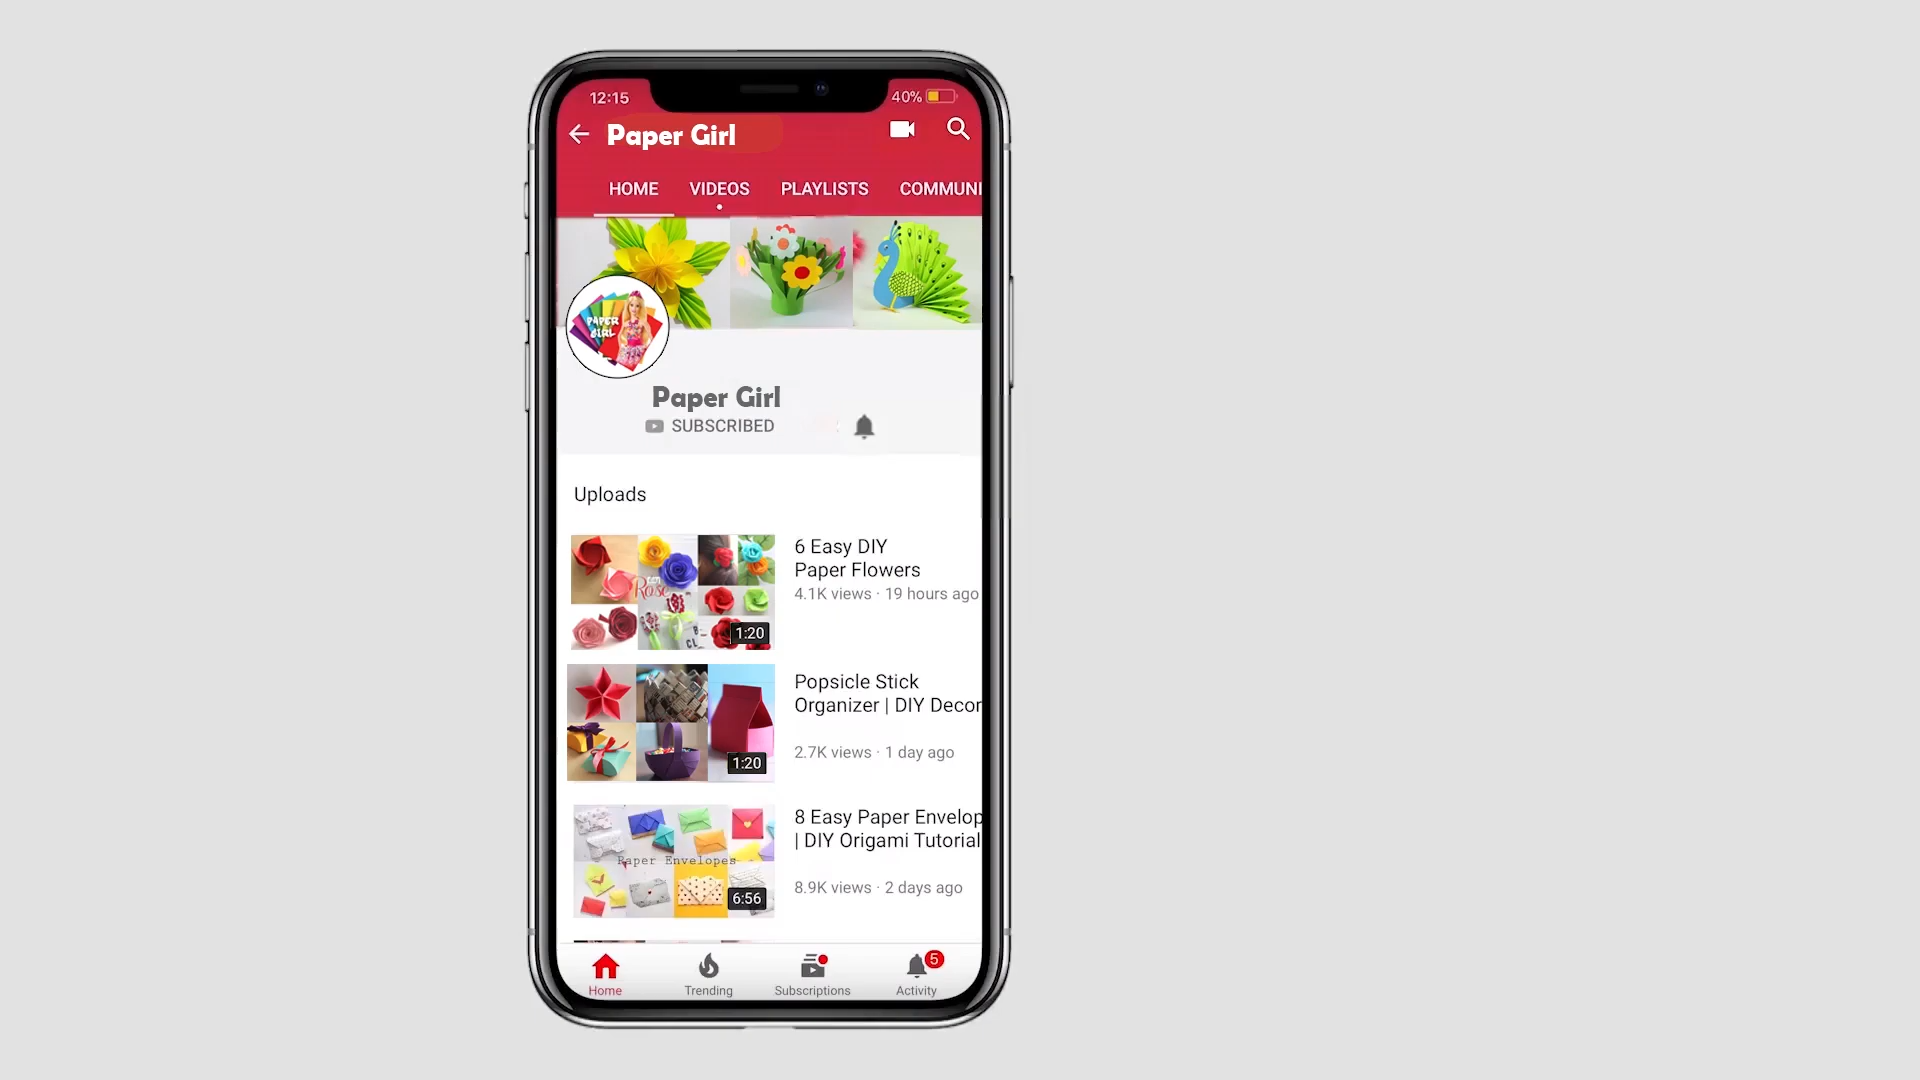 12:15
40%
Paper Girl
HOME VIDEOS PLAYLISTS COMMUNI
PAPER
GIRL
Paper Girl
SUBSCRIBED
Uploads
6 Easy DIY
Paper Flowers
4.1K views · 19 hours ago
Rose
1:20
Popsicle Stick
Organizer | DIY Decor
2.7K views · 1 day ago
1:20
8 Easy Paper Envelop
| DIY Origami Tutorial
8.9K views · 2 days ago
Paper Envelopes
6:56
5
Home Trending Subscriptions Activity